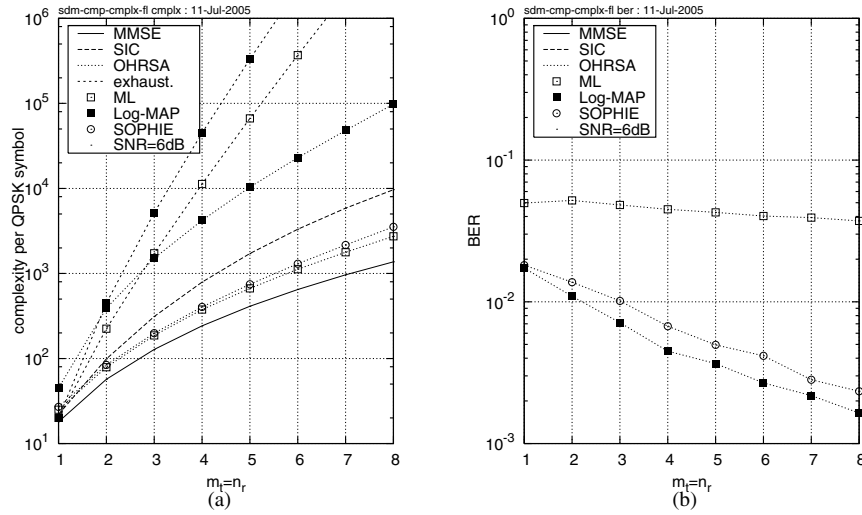 sdm-cmp-cmplx-fl cmplx : 11-Jul-2005
complexity per QPSK symbol
10^6
10^5
10^4
10^3
10^2
10^1
MMSE
SIC
OHRSA
exhaust.
ML
Log-MAP
SOPHIE
SNR=6dB
1 2 3 4 5 6 7 8
m_t=n_r
(a)
sdm-cmp-cmplx-fl ber : 11-Jul-2005
BER
10^0
10^-1
10^-2
10^-3
MMSE
SIC
OHRSA
ML
Log-MAP
SOPHIE
SNR=6dB
1 2 3 4 5 6 7 8
m_t=n_r
(b)